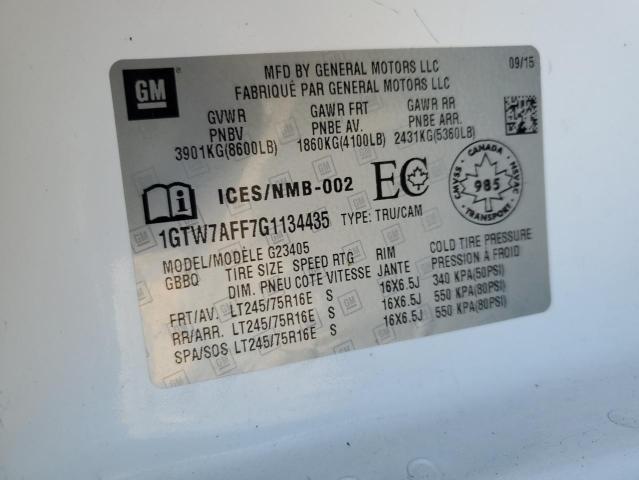 GM
MFD BY GENERAL MOTORS LLC 09/15
FABRIQUÉ PAR GENERAL MOTORS LLC
GVWR GAWR FRT GAWR RR
PNBV PNBE AV. PNBE ARR.
3901KG(8600LB) 1860KG(4100LB) 2431KG(5360LB)
ICES/NMB-002 EC
CANADA CMVSS 985 NSVAC TRANSPORT
1GTW7AFF7G1134435 TYPE: TRU/CAM
MODEL/MODÈLE G23405
GBBQ TIRE SIZE SPEED RTG RIM COLD TIRE PRESSURE
DIM. PNEU COTE VITESSE JANTE PRESSION A FROID
FRT/AV. LT245/75R16E S 16X6.5J 340 KPA(50PSI)
RR/ARR. LT245/75R16E S 16X6.5J 550 KPA(80PSI)
SPA/SOS LT245/75R16E S 16X6.5J 550 KPA(80PSI)